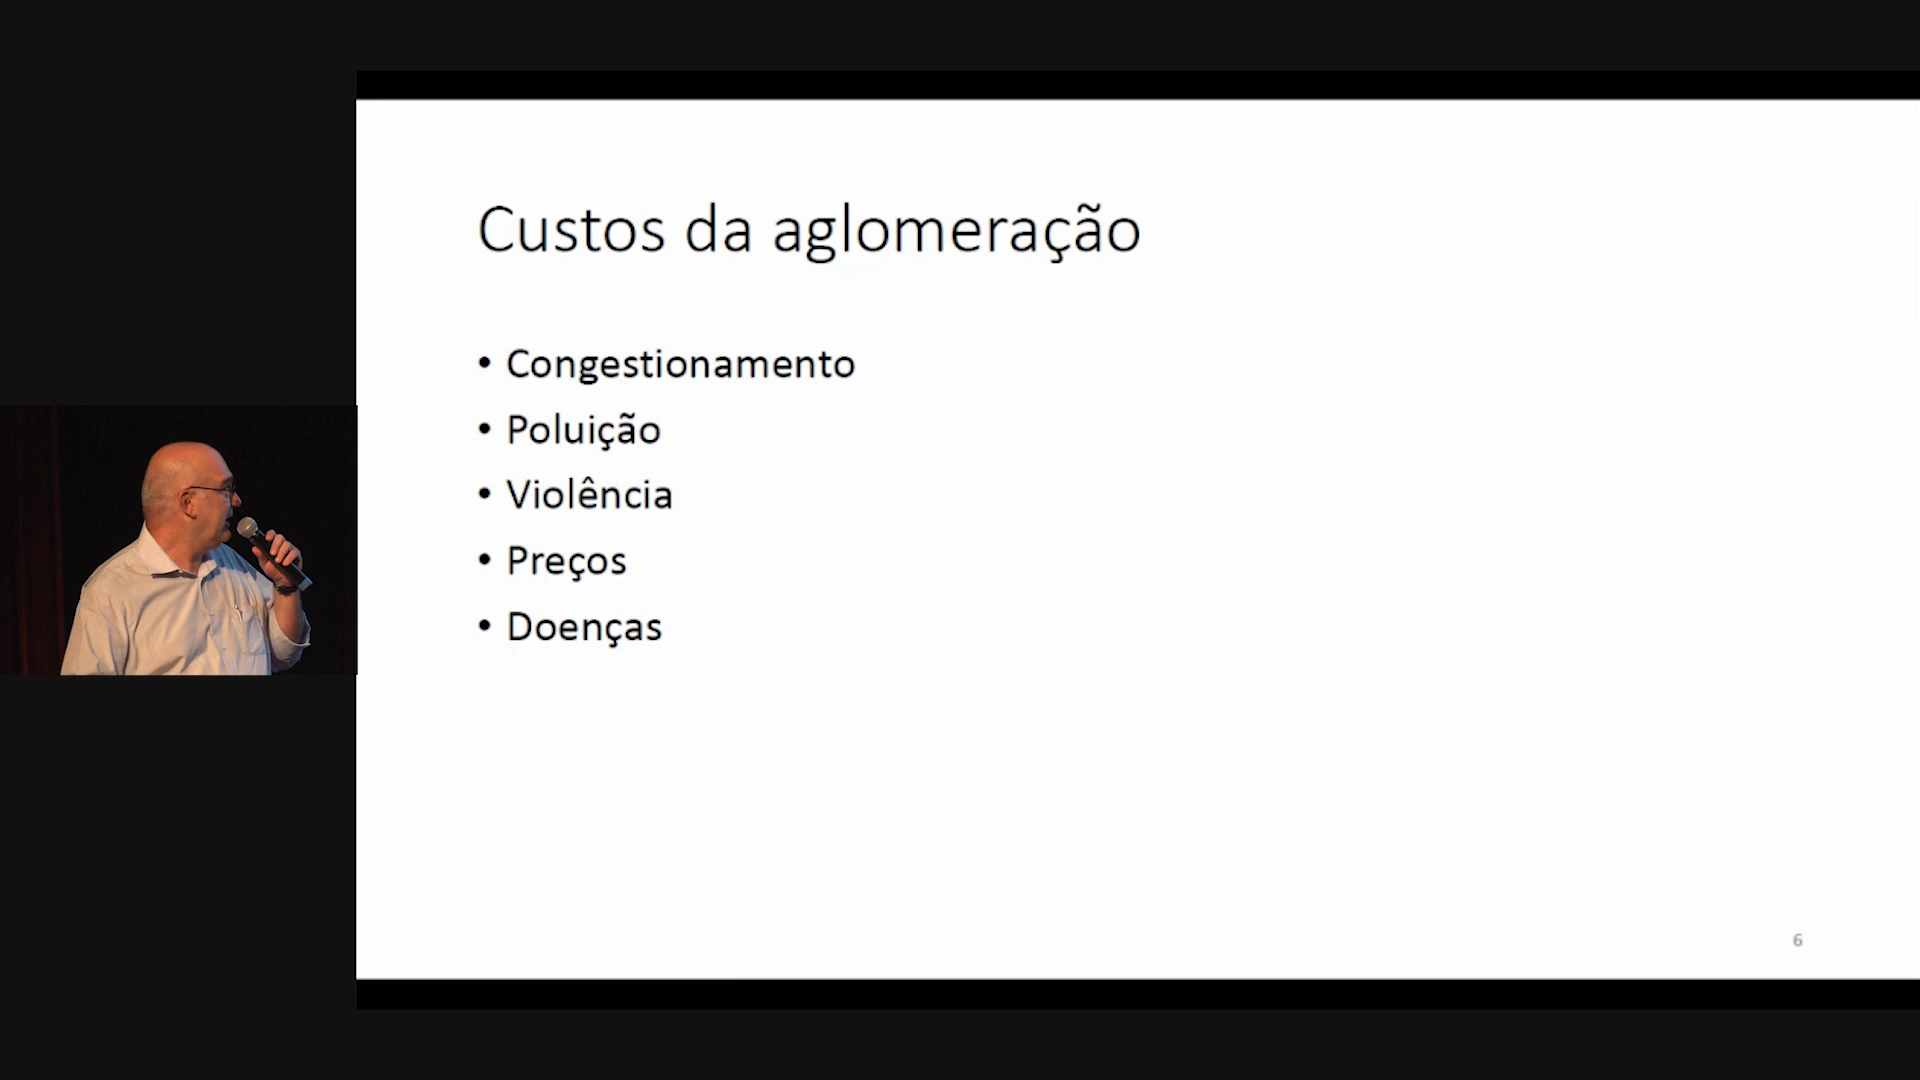 Custos da aglomeração
• Congestionamento
• Poluição
• Violência
• Preços
• Doenças
6